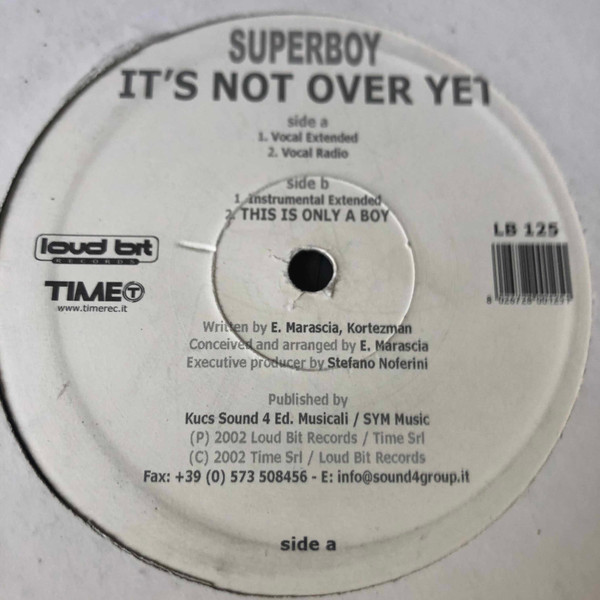 SUPERBOY
IT'S NOT OVER YET
side a
1. Vocal Extended
2. Vocal Radio
side b
1. Instrumental Extended
2. THIS IS ONLY A BOY
loud bit
RECORDS
TIME T
www.timerec.it
LB 125
8 026726 001251
Written by E. Marascia, Kortezman
Conceived and arranged by E. Marascia
Executive producer by Stefano Noferini
Published by
Kucs Sound 4 Ed. Musicali / SYM Music
(P) 2002 Loud Bit Records / Time Srl
(C) 2002 Time Srl / Loud Bit Records
Fax: +39 (0) 573 508456 - E: info@sound4group.it
side a